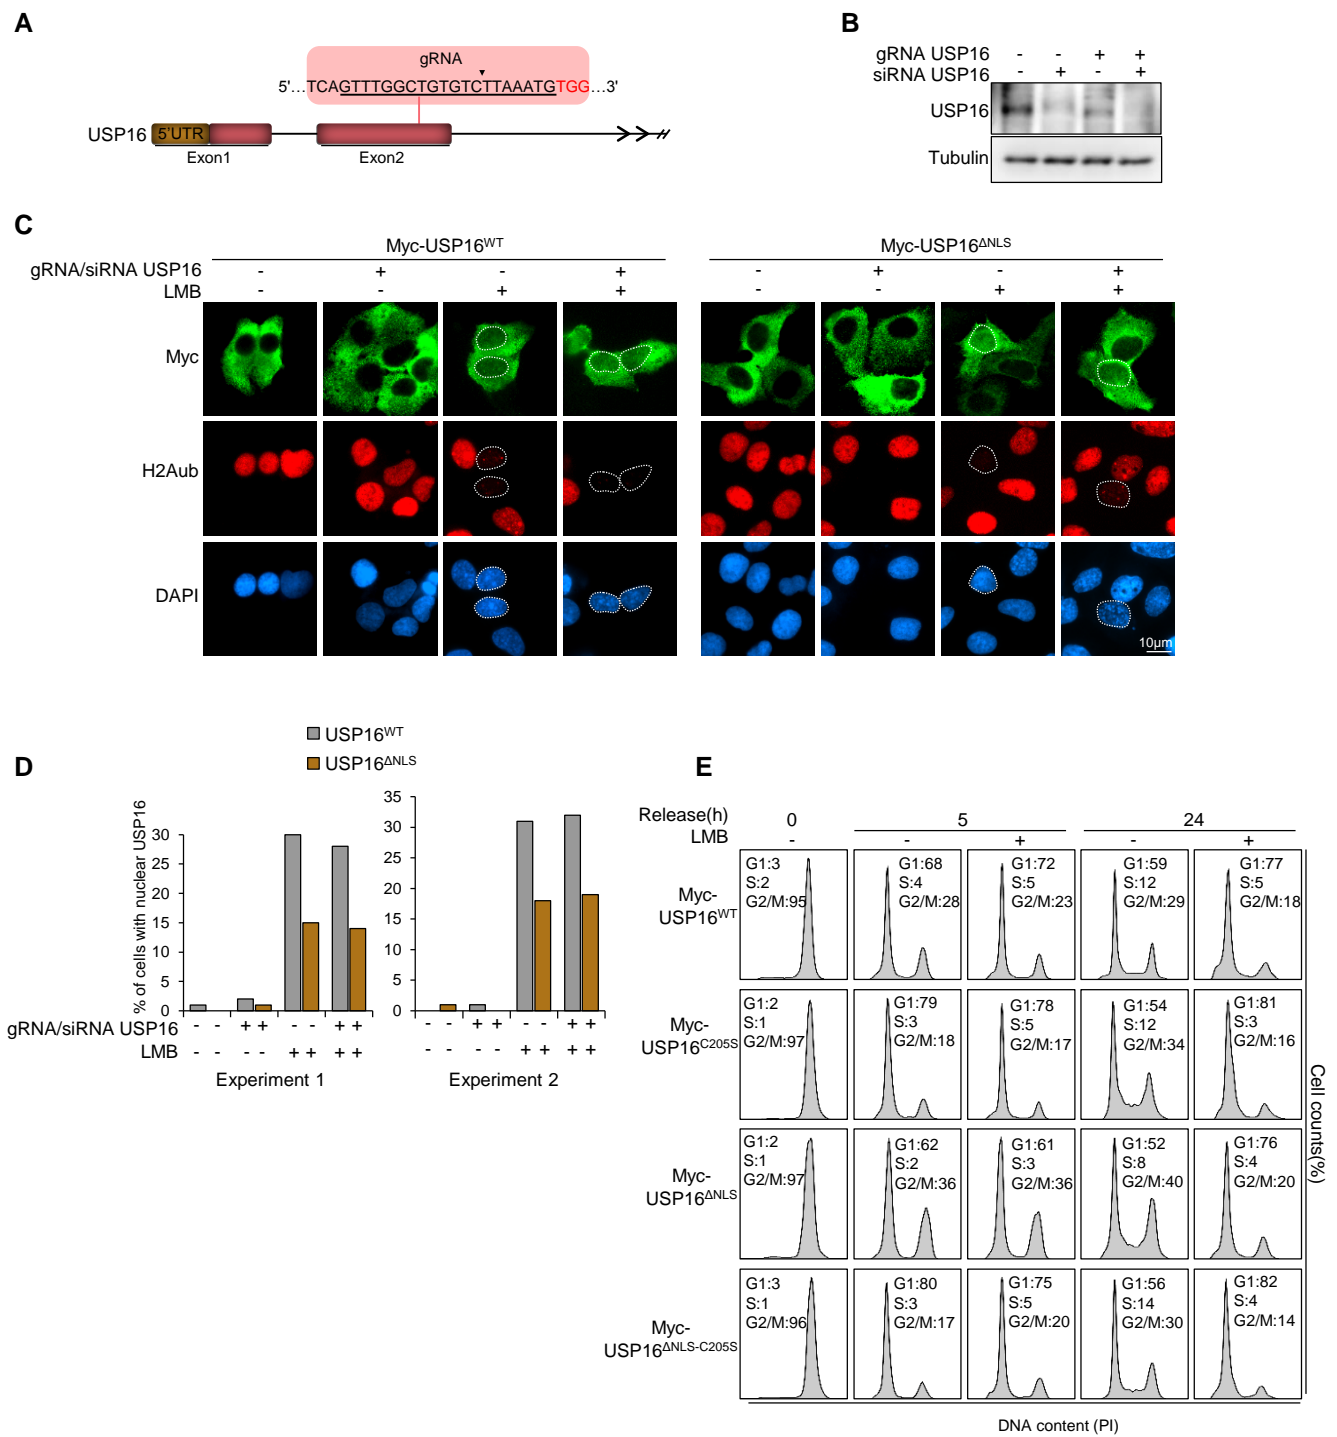 A
gRNA
5'...TCAGTTTGGCTGTGTCTTAAATGTGG...3'
USP16
5'UTR
Exon1
Exon2
B
gRNA USP16 - - + +
siRNA USP16 - + - +
USP16
Tubulin
C
Myc-USP16WT
Myc-USP16ΔNLS
gRNA/siRNA USP16 - + - + - + - +
LMB - - + + - - + +
Myc
H2Aub
DAPI
10µm
D
USP16WT
USP16ΔNLS
% of cells with nuclear USP16
30
25
20
15
10
5
0
35
30
25
20
15
10
5
0
gRNA/siRNA USP16 - - + + - - + + - - + + - - + +
LMB - - - - + + + + - - - - + + + +
Experiment 1
Experiment 2
E
Release(h) 0 5 24
LMB - - + - +
Myc-
USP16WT
G1:3
S:2
G2/M:95
G1:68
S:4
G2/M:28
G1:72
S:5
G2/M:23
G1:59
S:12
G2/M:29
G1:77
S:5
G2/M:18
Myc-
USP16C205S
G1:2
S:1
G2/M:97
G1:79
S:3
G2/M:18
G1:78
S:5
G2/M:17
G1:54
S:12
G2/M:34
G1:81
S:3
G2/M:16
Myc-
USP16ΔNLS
G1:2
S:1
G2/M:97
G1:62
S:2
G2/M:36
G1:61
S:3
G2/M:36
G1:52
S:8
G2/M:40
G1:76
S:4
G2/M:20
Myc-
USP16ΔNLS-C205S
G1:3
S:1
G2/M:96
G1:80
S:3
G2/M:17
G1:75
S:5
G2/M:20
G1:56
S:14
G2/M:30
G1:82
S:4
G2/M:14
Cell counts(%)
DNA content (PI)